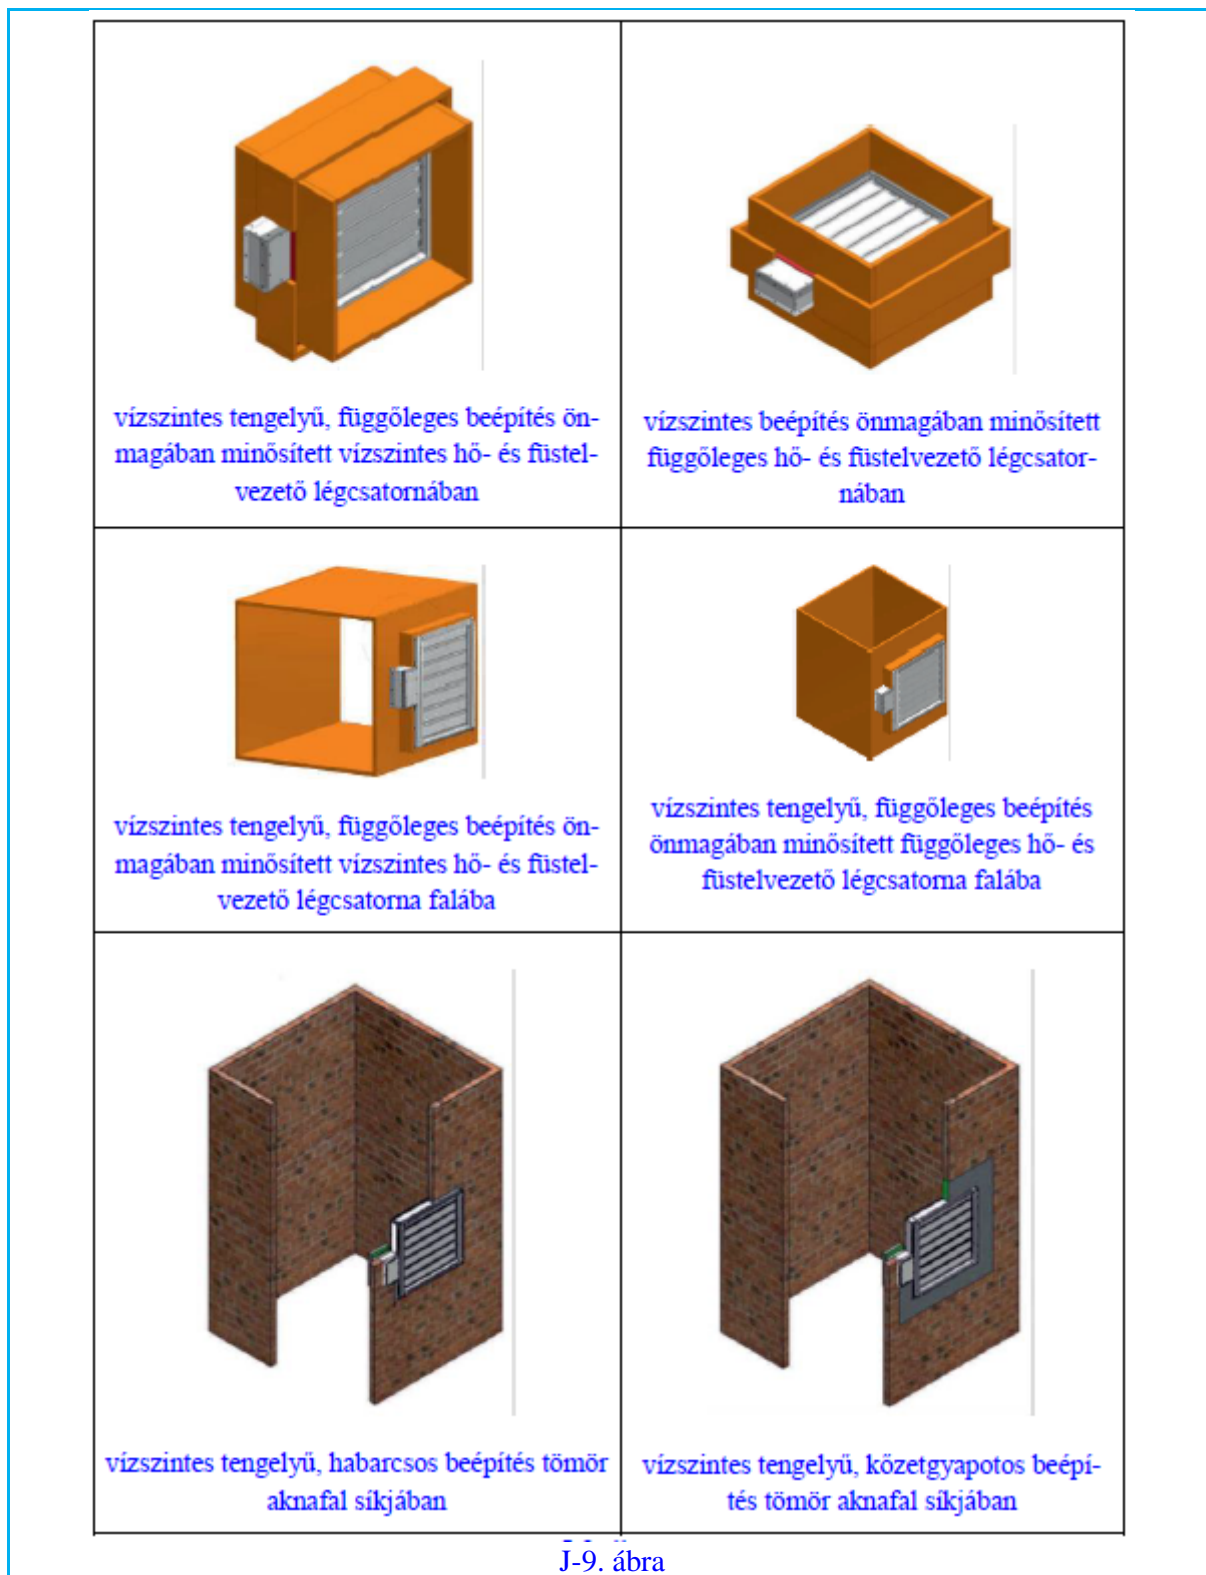 vízszintes tengelyű, függőleges beépítés ön-
magában minősített vízszintes hő- és füstel-
vezető légcsatornában
vízszintes beépítés önmagában minősített
függőleges hő- és füstelvezető légcsator-
nában
vízszintes tengelyű, függőleges beépítés ön-
magában minősített vízszintes hő- és füstel-
vezető légcsatorna falába
vízszintes tengelyű, függőleges beépítés
önmagában minősített függőleges hő- és
füstelvezető légcsatorna falába
vízszintes tengelyű, habarcsos beépítés tömör
aknafal síkjában
vízszintes tengelyű, kőzetgyapotos beépí-
tés tömör aknafal síkjában
J-9. ábra